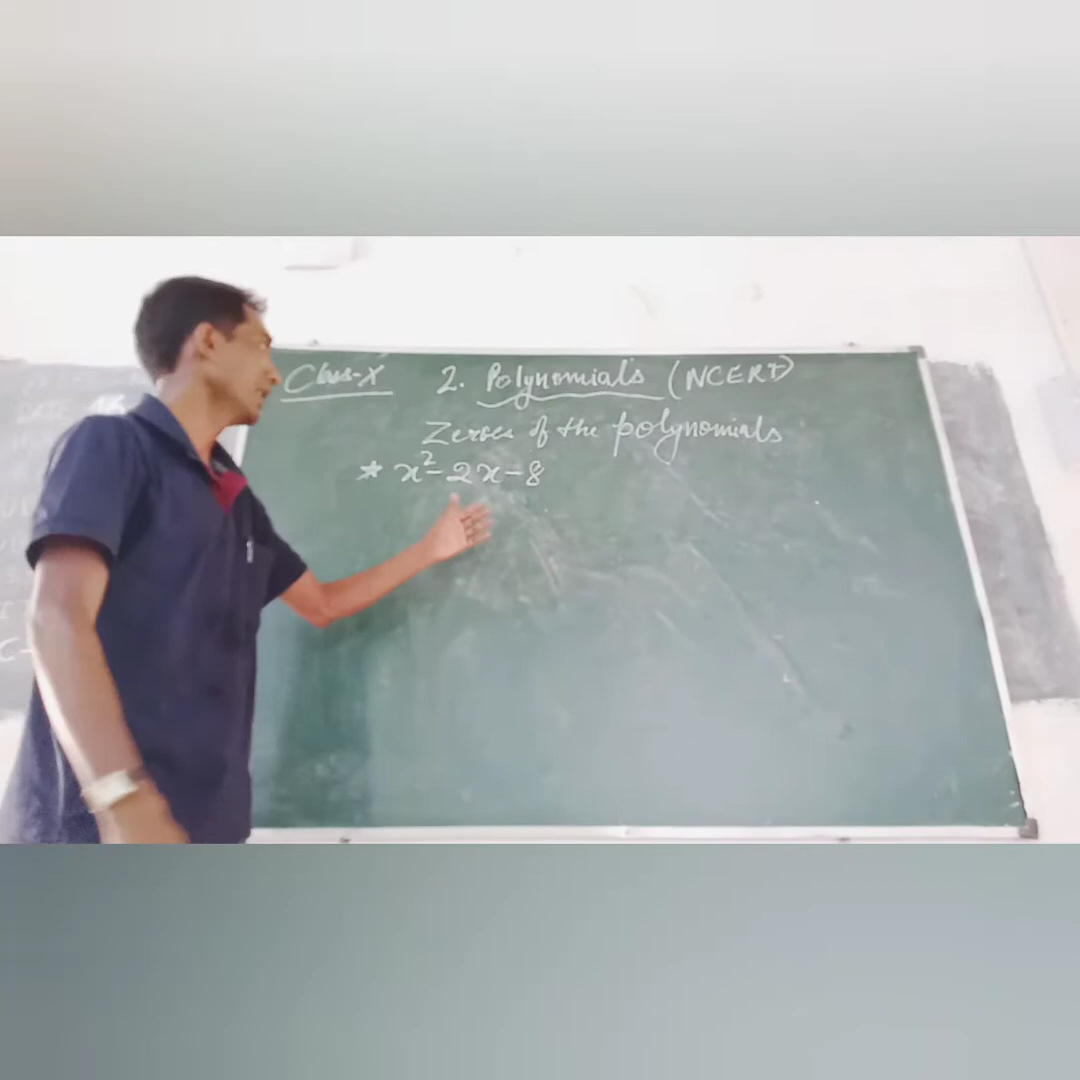 Class-X 2. Polynomials (NCERT)
Zeroes of the polynomials
* x²-2x-8